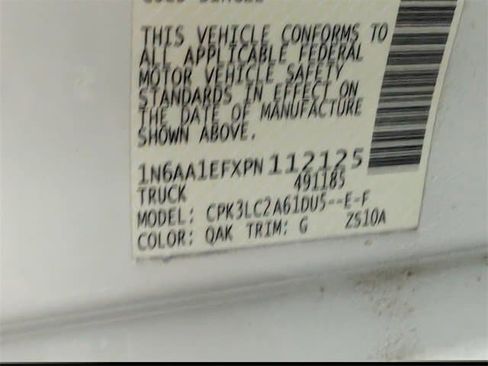 THIS VEHICLE CONFORMS TO
ALL APPLICABLE FEDERAL
MOTOR VEHICLE SAFETY
STANDARDS IN EFFECT ON
THE DATE OF MANUFACTURE
SHOWN ABOVE.
1N6AA1EFXPN112125
TRUCK 491185
MODEL: CPK3LC2A61DU5--E-F
COLOR: QAK TRIM: G ZS10A